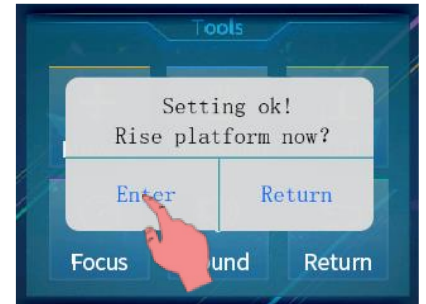 Tools
Setting ok!
Rise platform now?
Enter
Return
Focus
Return